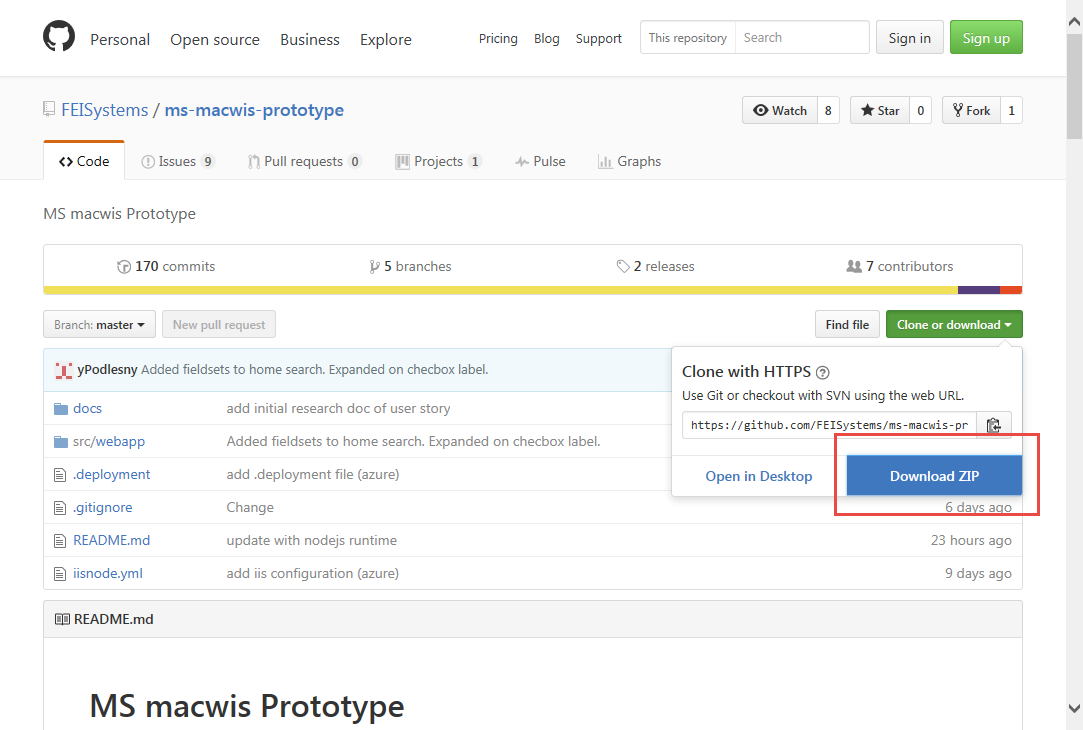 Personal Open source Business Explore Pricing Blog Support This repository Search Sign in Sign up
FEISystems / ms-macwis-prototype Watch 8 Star 0 Fork 1
Code Issues 9 Pull requests 0 Projects 1 Pulse Graphs
MS macwis Prototype
170 commits 5 branches 2 releases 7 contributors
Branch: master New pull request Find file Clone or download
yPodlesny Added fieldsets to home search. Expanded on checbox label.
Clone with HTTPS ?
Use Git or checkout with SVN using the web URL.
https://github.com/FEISystems/ms-macwis-pr
Open in Desktop Download ZIP
docs add initial research doc of user story
src/webapp Added fieldsets to home search. Expanded on checbox label.
.deployment add .deployment file (azure)
.gitignore Change 6 days ago
README.md update with nodejs runtime 23 hours ago
iisnode.yml add iis configuration (azure) 9 days ago
README.md
MS macwis Prototype